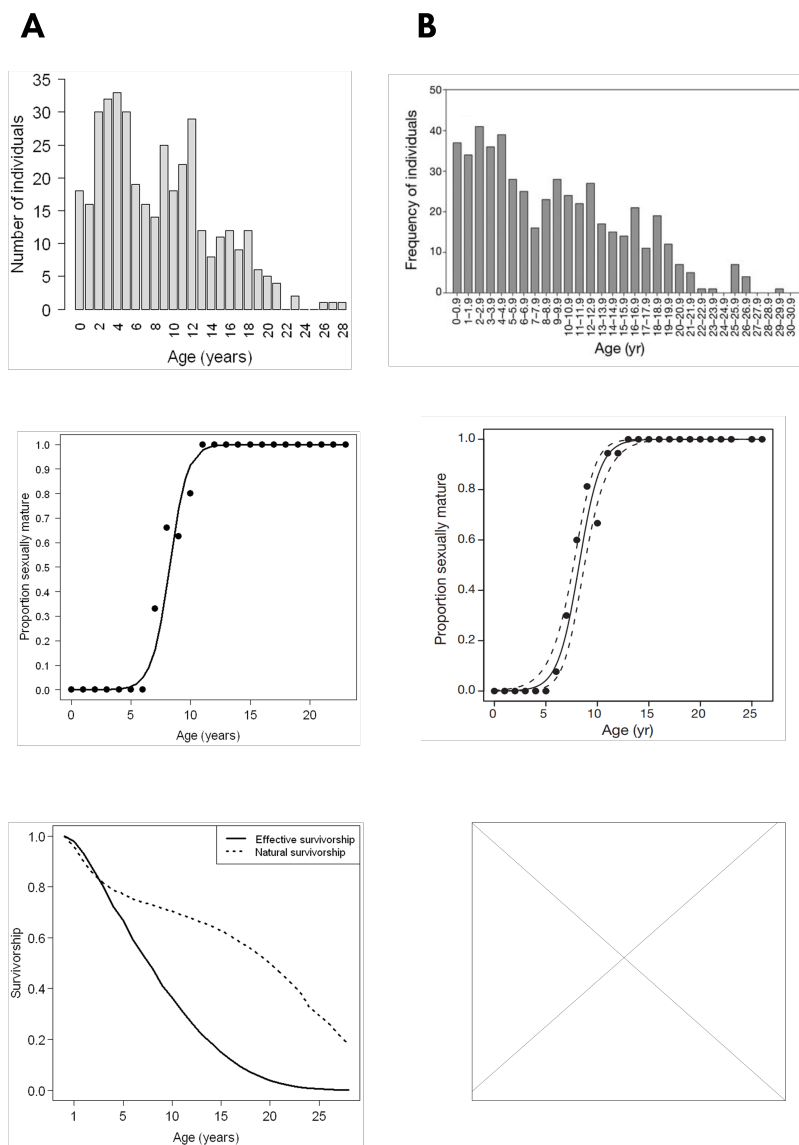 A
B
35
30
25
20
15
10
5
0
Number of individuals
0 2 4 6 8 10 12 14 16 18 20 22 24 26 28
Age (years)
50
40
30
20
10
0
Frequency of individuals
0–0.9 1–1.9 2–2.9 3–3.9 4–4.9 5–5.9 6–6.9 7–7.9 8–8.9 9–9.9 10–10.9 11–11.9 12–12.9 13–13.9 14–14.9 15–15.9 16–16.9 17–17.9 18–18.9 19–19.9 20–20.9 21–21.9 22–22.9 23–23.9 24–24.9 25–25.9 26–26.9 27–27.9 28–28.9 29–29.9 30–30.9
Age (yr)
1.0
0.9
0.8
0.7
0.6
0.5
0.4
0.3
0.2
0.1
0.0
Proportion sexually mature
0 5 10 15 20
Age (years)
1.0
0.8
0.6
0.4
0.2
0.0
Proportion sexually mature
0 5 10 15 20 25
Age (yr)
Effective survivorship
Natural survivorship
1.0
0.8
0.6
0.4
0.2
0.0
Survivorship
1 5 10 15 20 25
Age (years)